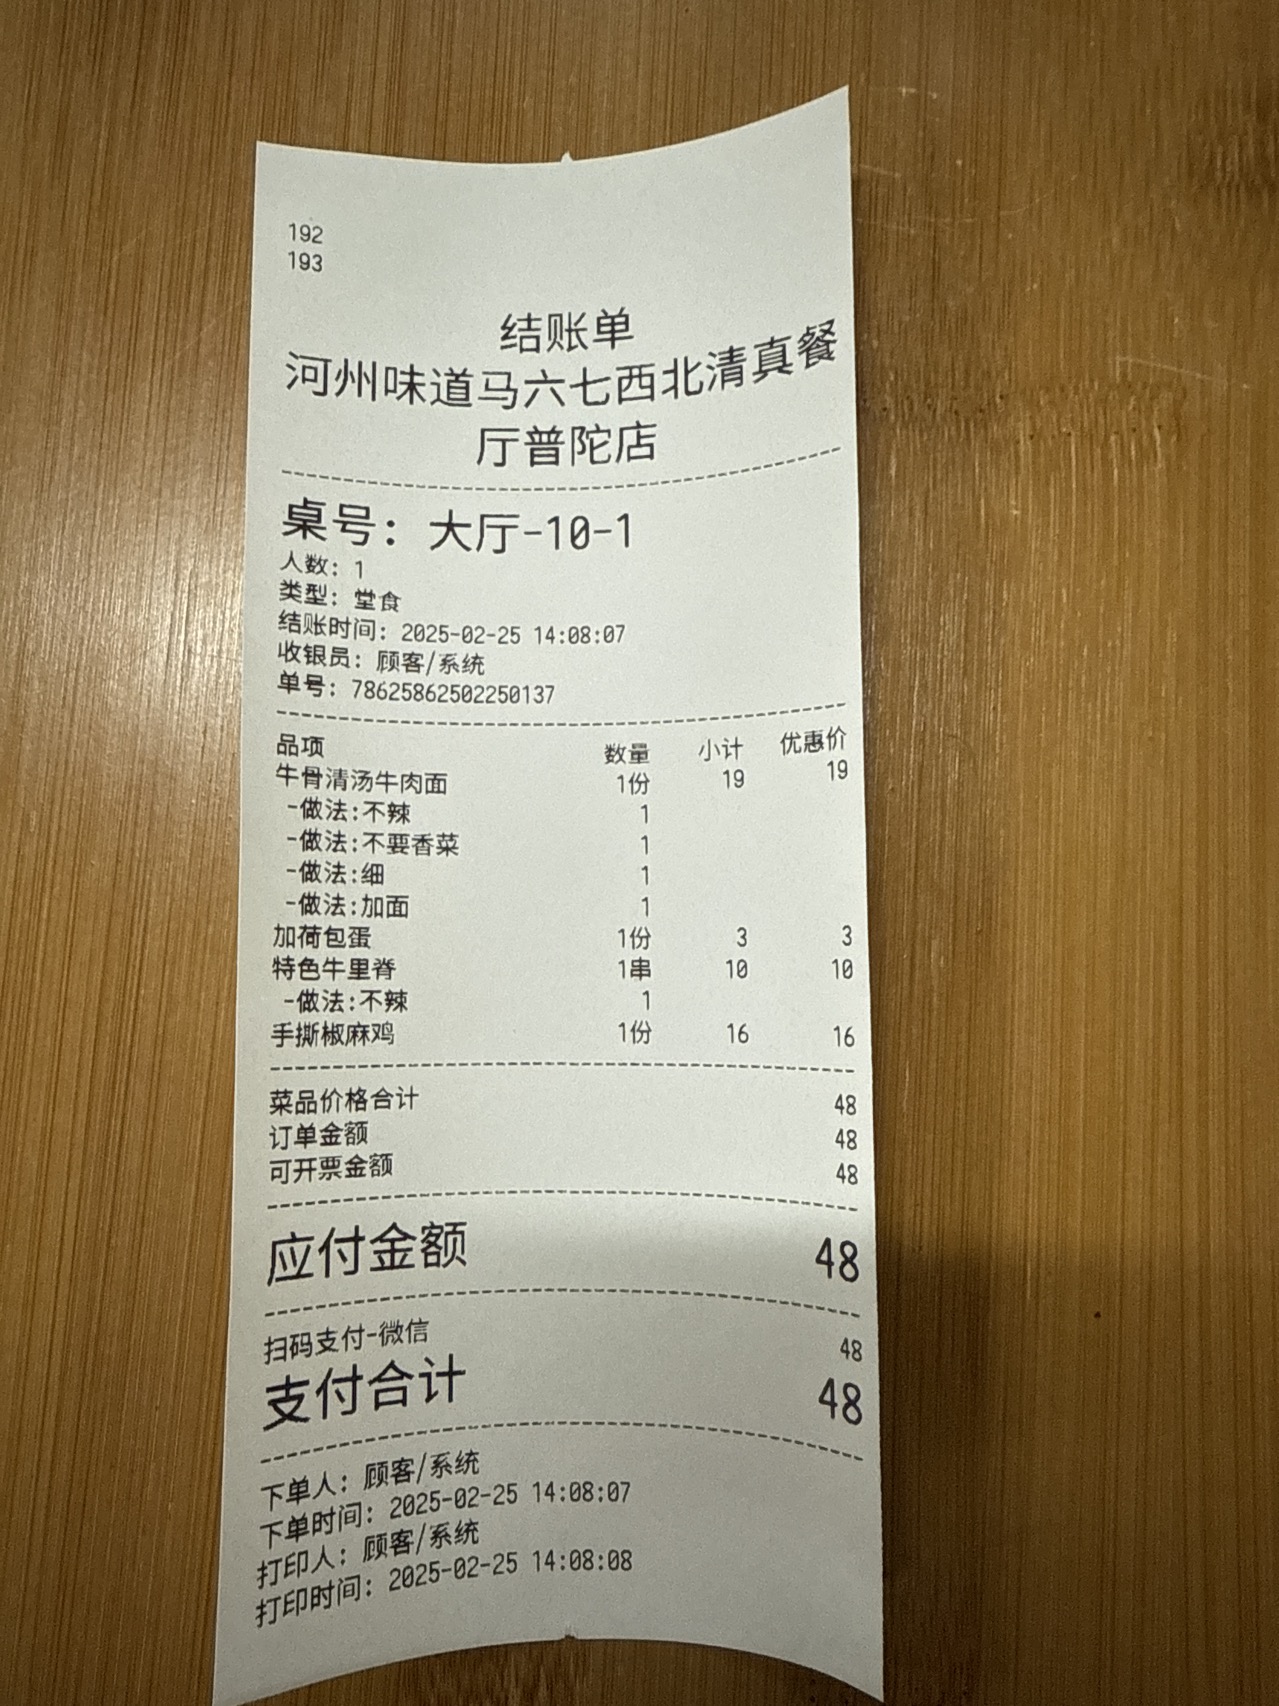 192
193
结账单
河州味道马六七西北清真餐
厅普陀店
桌号：大厅-10-1
人数：1
类型：堂食
结账时间：2025-02-25 14:08:07
收银员：顾客/系统
单号：78625862502250137
品项 数量 小计 优惠价
牛骨清汤牛肉面 1份 19 19
-做法:不辣 1
-做法:不要香菜 1
-做法:细 1
-做法:加面 1
加荷包蛋 1份 3 3
特色牛里脊 1串 10 10
-做法:不辣 1
手撕椒麻鸡 1份 16 16
菜品价格合计 48
订单金额 48
可开票金额 48
应付金额 48
扫码支付-微信 48
支付合计 48
下单人：顾客/系统
下单时间：2025-02-25 14:08:07
打印人：顾客/系统
打印时间：2025-02-25 14:08:08